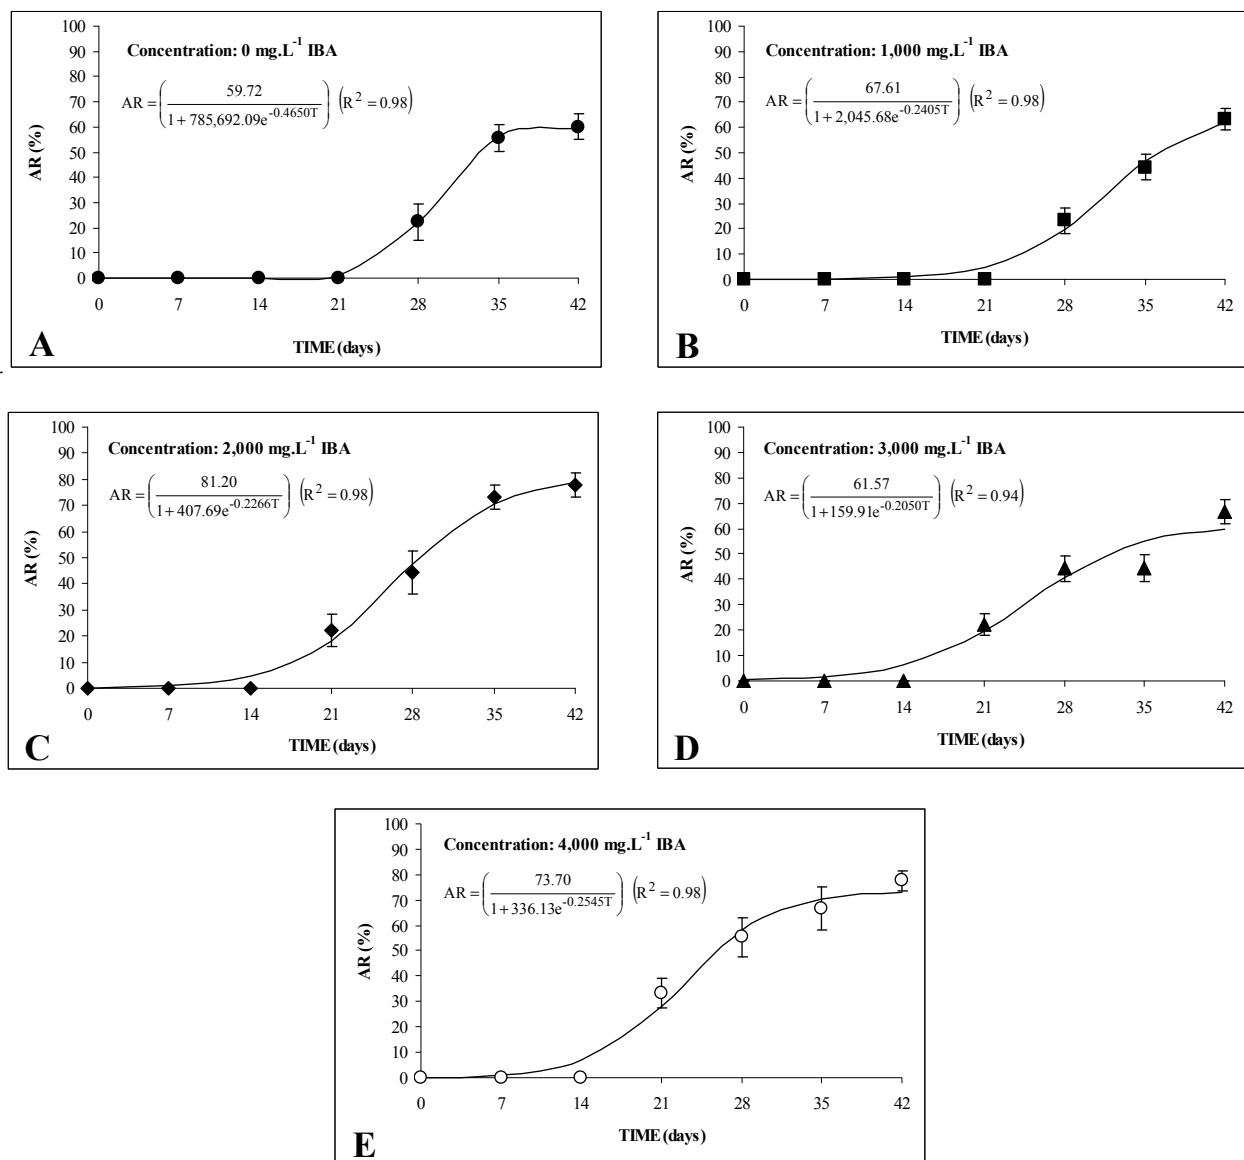 Concentration: 0 mg.L-1 IBA
AR = ( 59.72 / 1 + 785,692.09e-0.4650T ) (R2 = 0.98)
AR (%)
100
90
80
70
60
50
40
30
20
10
0
0 7 14 21 28 35 42
TIME (days)
A
Concentration: 1,000 mg.L-1 IBA
AR = ( 67.61 / 1 + 2,045.68e-0.2405T ) (R2 = 0.98)
AR (%)
100
90
80
70
60
50
40
30
20
10
0
0 7 14 21 28 35 42
TIME (days)
B
Concentration: 2,000 mg.L-1 IBA
AR = ( 81.20 / 1 + 407.69e-0.2266T ) (R2 = 0.98)
AR (%)
100
90
80
70
60
50
40
30
20
10
0
0 7 14 21 28 35 42
TIME (days)
C
Concentration: 3,000 mg.L-1 IBA
AR = ( 61.57 / 1+159.91e-0.2050T ) (R2 = 0.94)
AR (%)
100
90
80
70
60
50
40
30
20
10
0
0 7 14 21 28 35 42
TIME (days)
D
Concentration: 4,000 mg.L-1 IBA
AR = ( 73.70 / 1 + 336.13e-0.2545T ) (R2 = 0.98)
AR (%)
100
90
80
70
60
50
40
30
20
10
0
0 7 14 21 28 35 42
TIME (days)
E